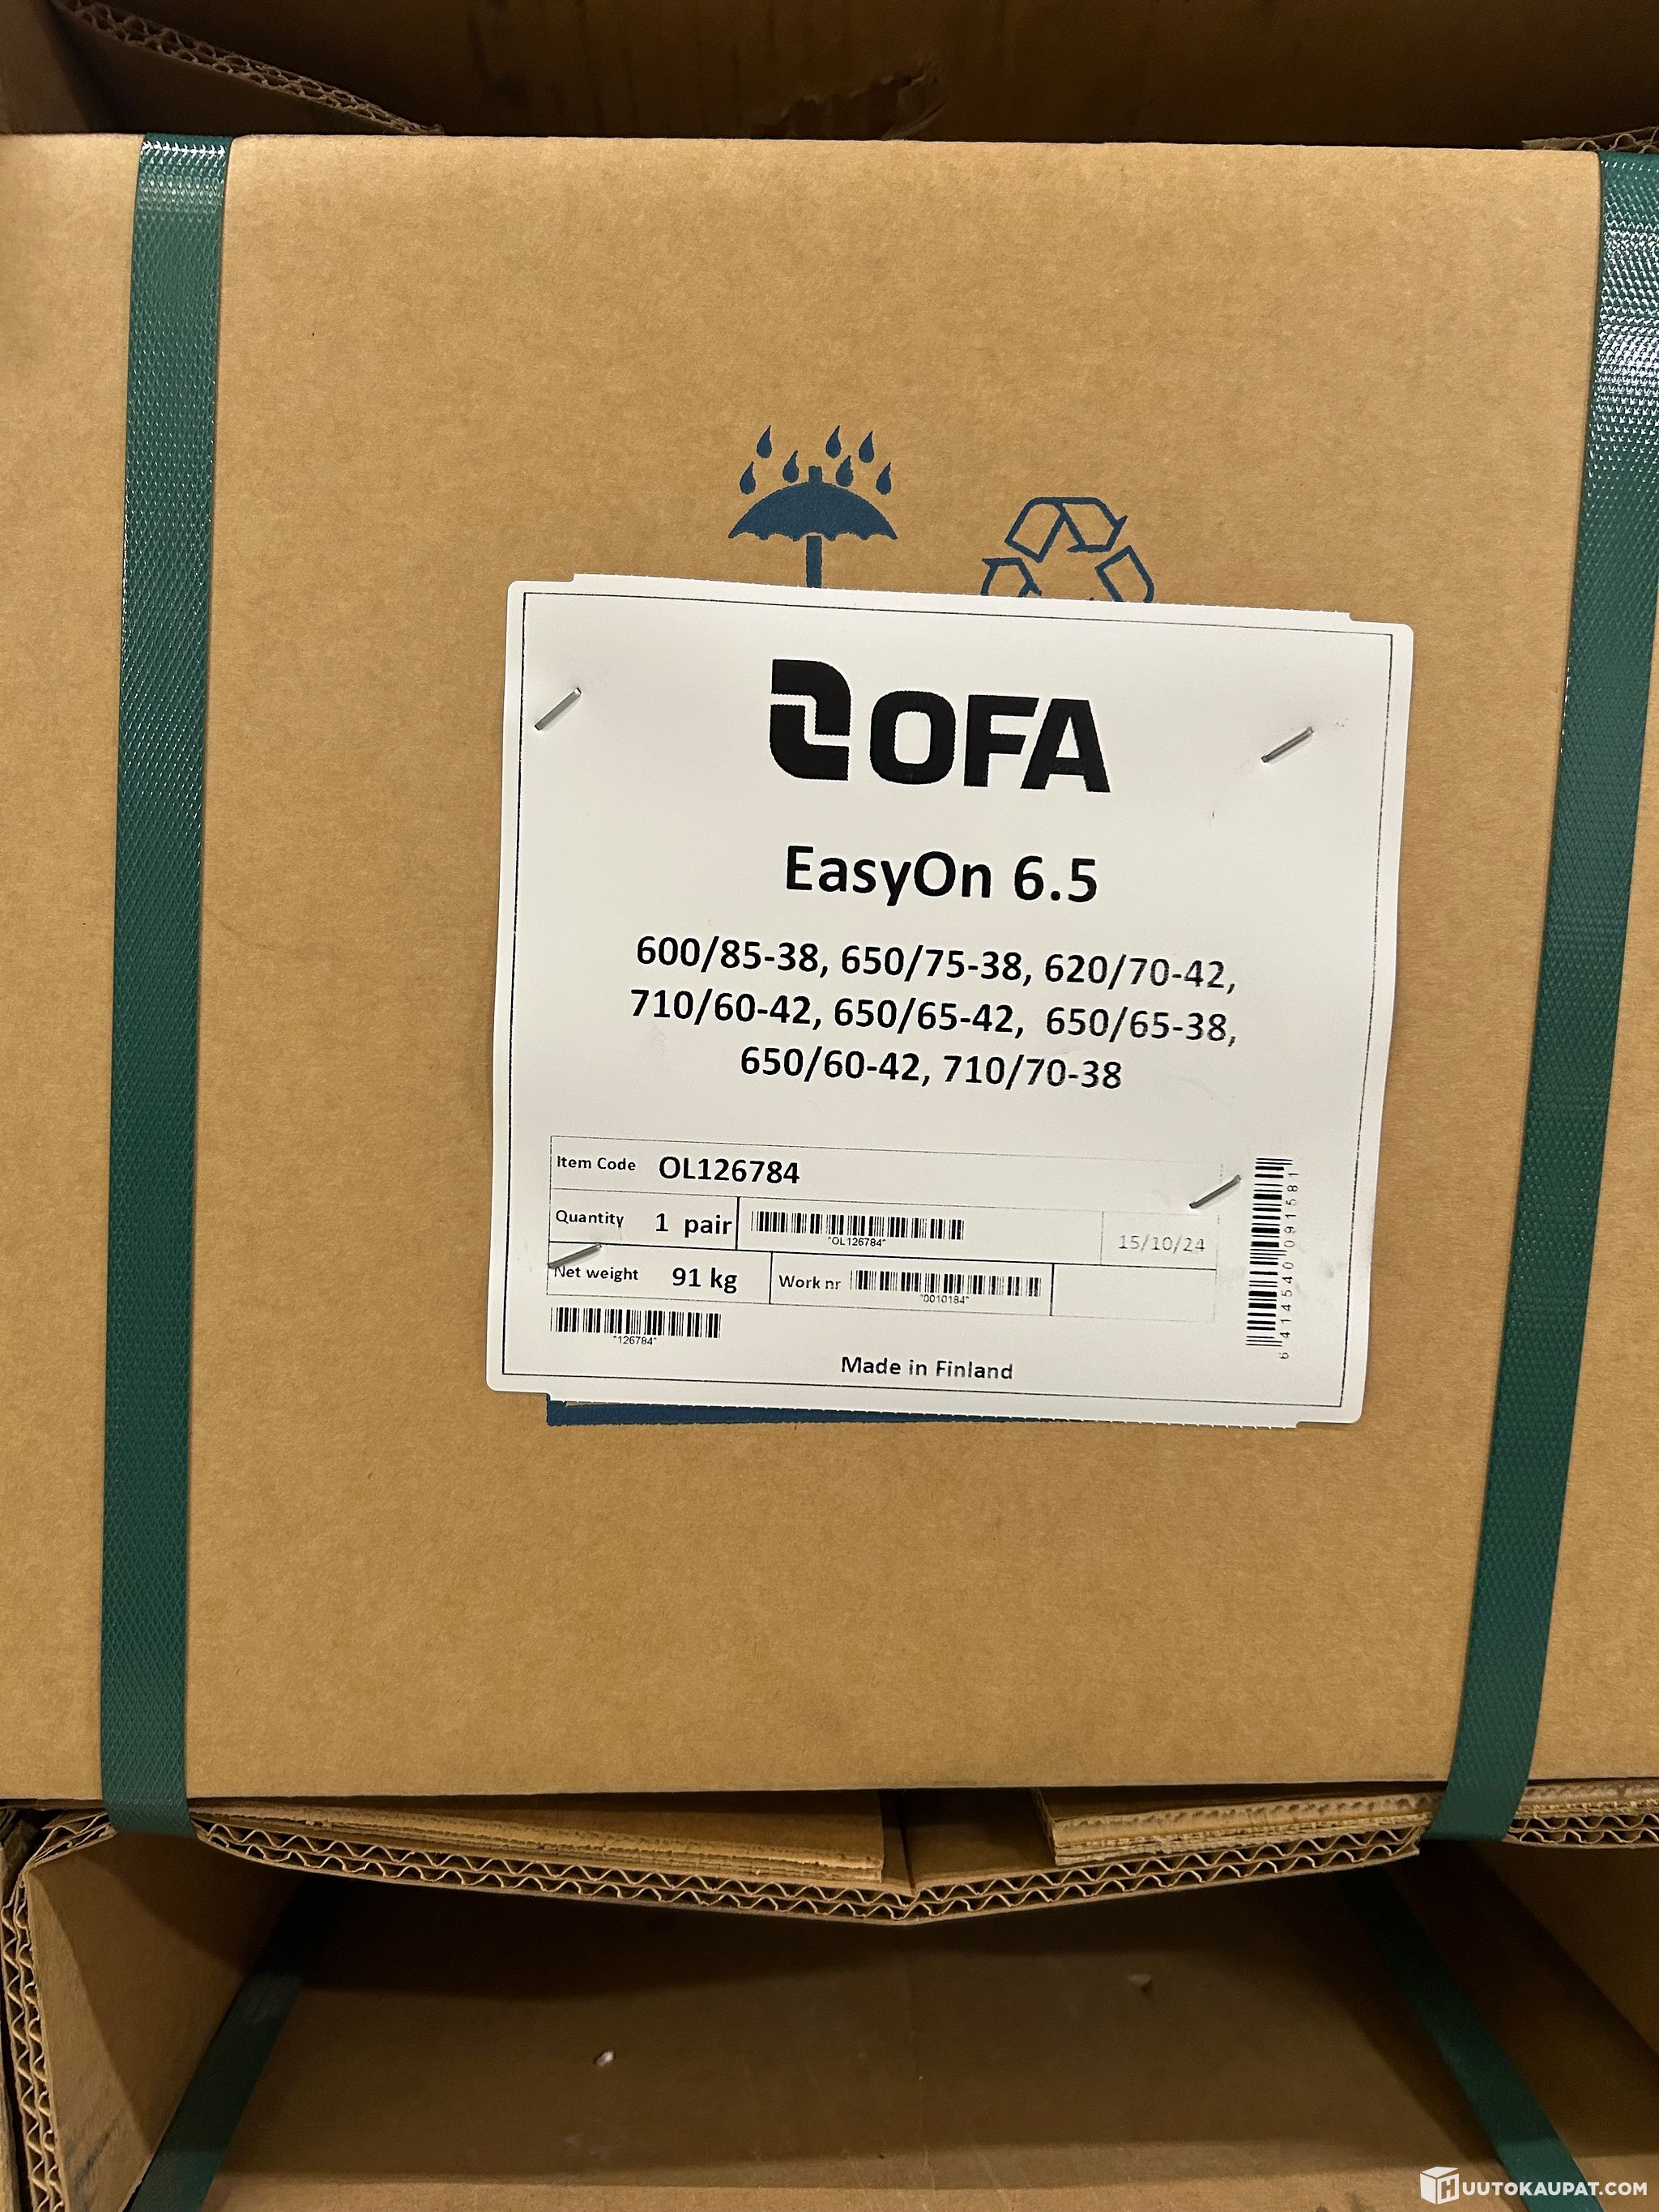 OFA
EasyOn 6.5
600/85-38, 650/75-38, 620/70-42,
710/60-42, 650/65-42, 650/65-38,
650/60-42, 710/70-38
Item Code OL126784
Quantity 1 pair
*OL126784*
15/10/24
Net weight 91 kg
Work nr
*0010184*
*126784*
6414540091581
Made in Finland
HUUTOKAUPAT.COM